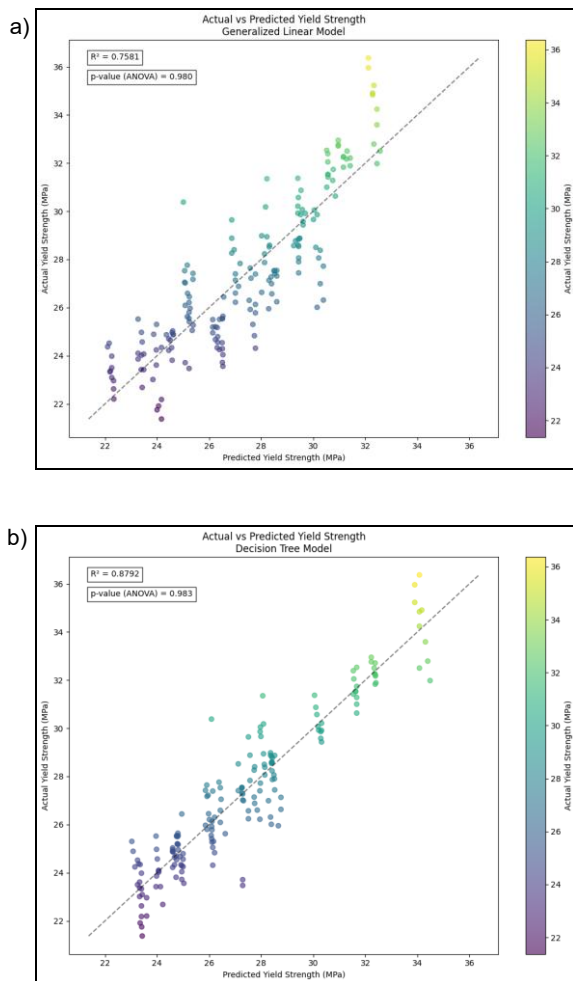 a)
Actual vs Predicted Yield Strength
Generalized Linear Model
R² = 0.7581
p-value (ANOVA) = 0.980
36
34
32
30
28
26
24
22
Actual Yield Strength (MPa)
22 24 26 28 30 32 34 36
Predicted Yield Strength (MPa)
36
34
32
30
28
26
24
22
Actual Yield Strength (MPa)
b)
Actual vs Predicted Yield Strength
Decision Tree Model
R² = 0.8792
p-value (ANOVA) = 0.983
36
34
32
30
28
26
24
22
Actual Yield Strength (MPa)
22 24 26 28 30 32 34 36
Predicted Yield Strength (MPa)
36
34
32
30
28
26
24
22
Actual Yield Strength (MPa)